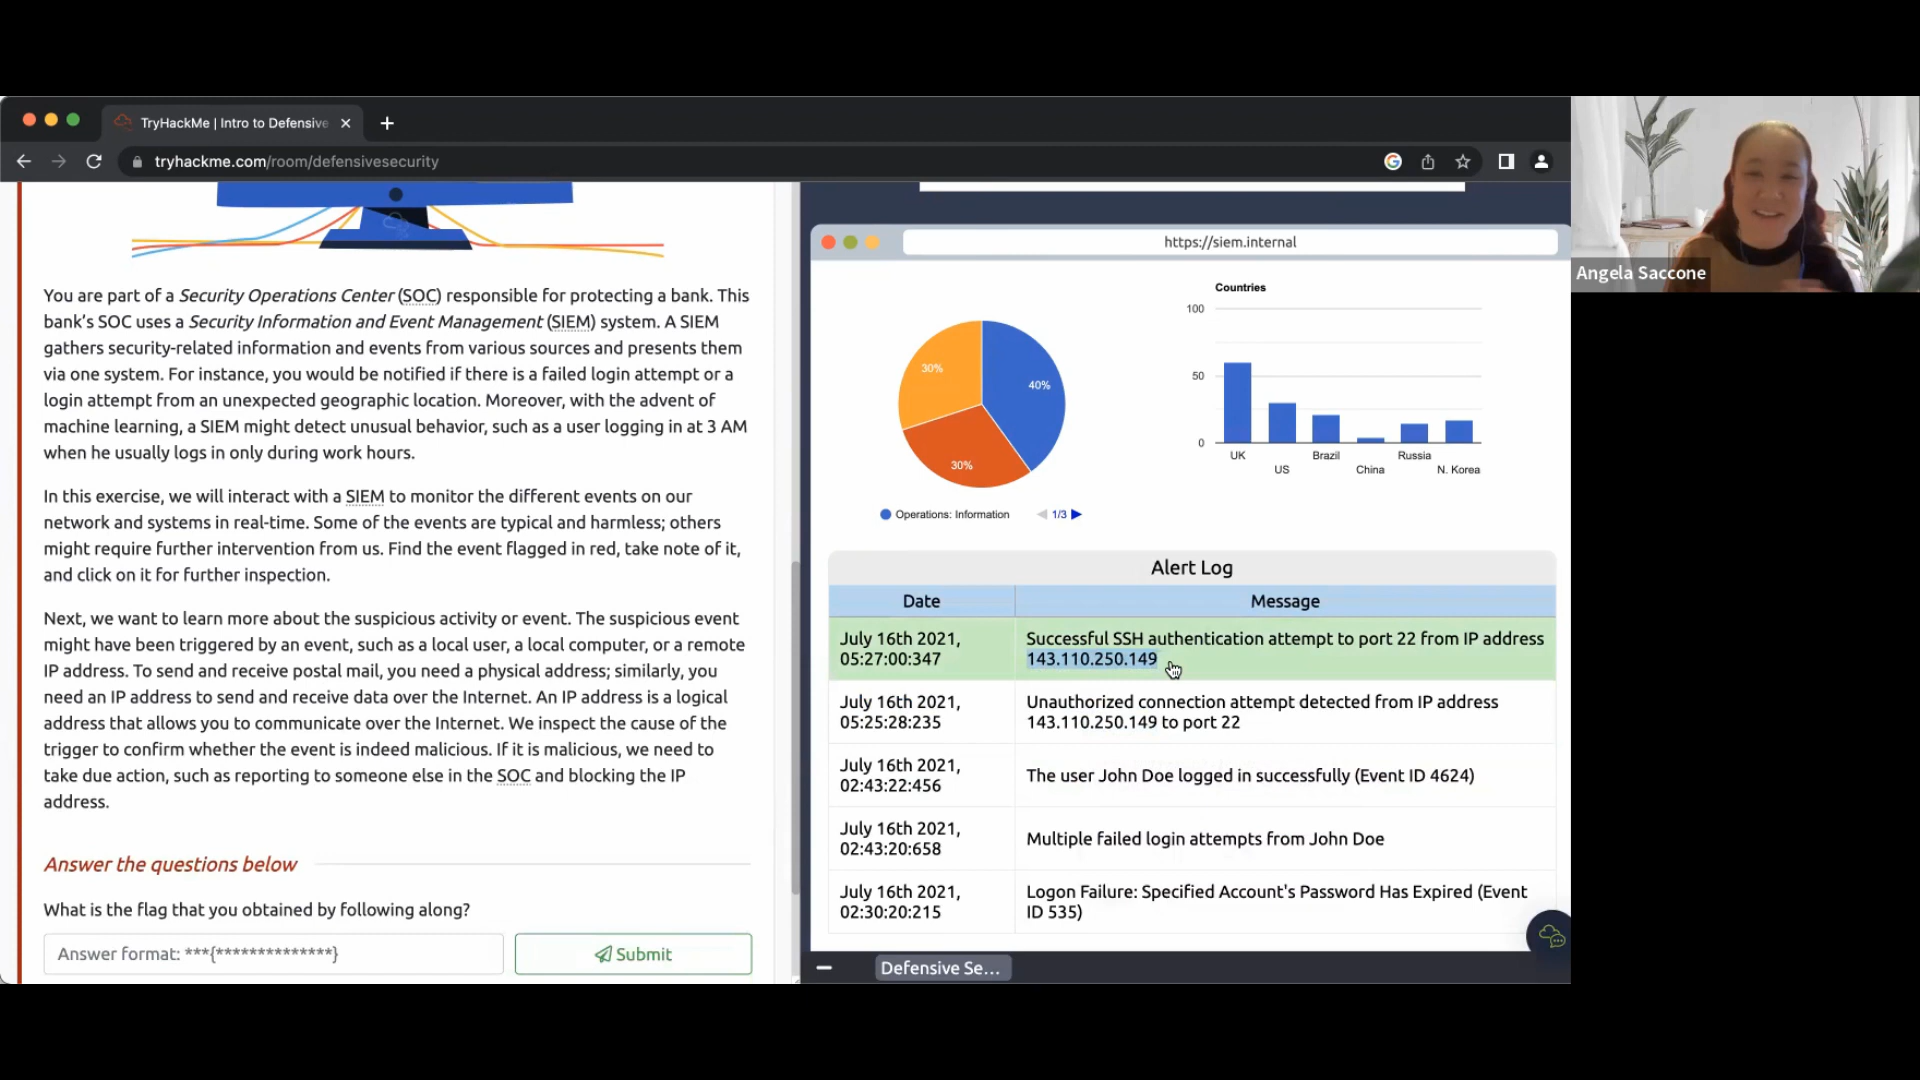 TryHackMe | Intro to Defensive
tryhackme.com/room/defensivesecurity
You are part of a Security Operations Center (SOC) responsible for protecting a bank. This
bank's SOC uses a Security Information and Event Management (SIEM) system. A SIEM
gathers security-related information and events from various sources and presents them
via one system. For instance, you would be notified if there is a failed login attempt or a
login attempt from an unexpected geographic location. Moreover, with the advent of
machine learning, a SIEM might detect unusual behavior, such as a user logging in at 3 AM
when he usually logs in only during work hours.
In this exercise, we will interact with a SIEM to monitor the different events on our
network and systems in real-time. Some of the events are typical and harmless; others
might require further intervention from us. Find the event flagged in red, take note of it,
and click on it for further inspection.
Next, we want to learn more about the suspicious activity or event. The suspicious event
might have been triggered by an event, such as a local user, a local computer, or a remote
IP address. To send and receive postal mail, you need a physical address; similarly, you
need an IP address to send and receive data over the Internet. An IP address is a logical
address that allows you to communicate over the Internet. We inspect the cause of the
trigger to confirm whether the event is indeed malicious. If it is malicious, we need to
take due action, such as reporting to someone else in the SOC and blocking the IP
address.
Answer the questions below
What is the flag that you obtained by following along?
Answer format: ***{**************}
Submit
https://siem.internal
30%
40%
30%
Operations: Information
1/3
Countries
100
50
0
UK
US
Brazil
China
Russia
N. Korea
Alert Log
Date Message
July 16th 2021,
05:27:00:347
Successful SSH authentication attempt to port 22 from IP address
143.110.250.149
July 16th 2021,
05:25:28:235
Unauthorized connection attempt detected from IP address
143.110.250.149 to port 22
July 16th 2021,
02:43:22:456
The user John Doe logged in successfully (Event ID 4624)
July 16th 2021,
02:43:20:658
Multiple failed login attempts from John Doe
July 16th 2021,
02:30:20:215
Logon Failure: Specified Account's Password Has Expired (Event
ID 535)
Defensive Se...
Angela Saccone